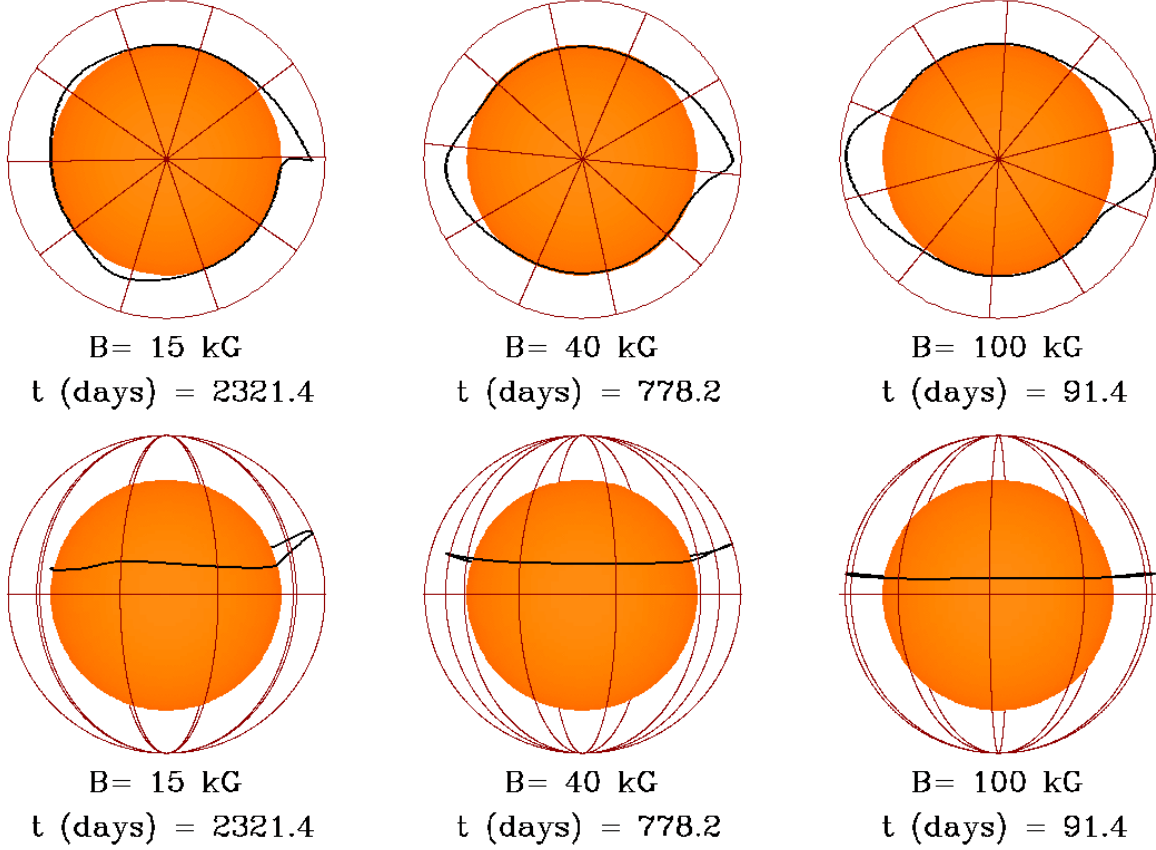 B= 15 kG
B= 40 kG
B= 100 kG
t (days) = 2321.4
t (days) = 778.2
t (days) = 91.4
B= 15 kG
B= 40 kG
B= 100 kG
t (days) = 2321.4
t (days) = 778.2
t (days) = 91.4